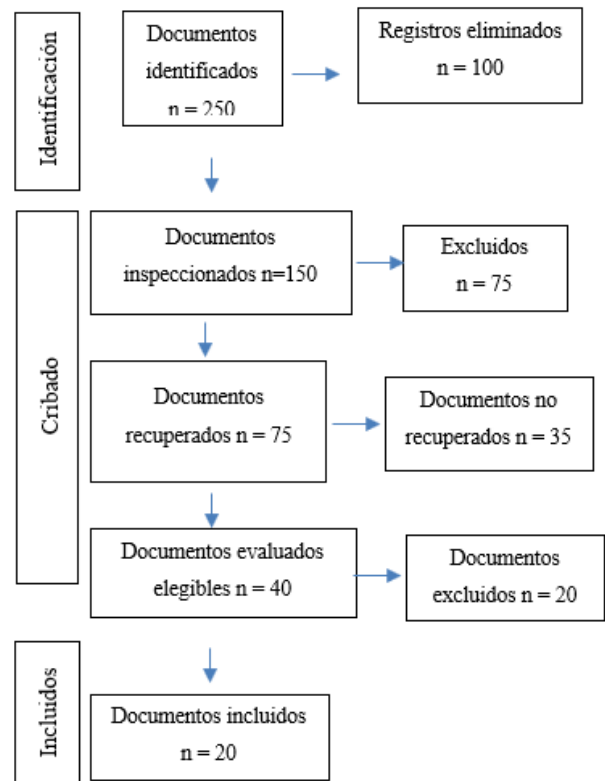 Identificación
Documentos
identificados
n = 250
Registros eliminados
n = 100
Cribado
Documentos
inspeccionados n=150
Excluidos
n = 75
Documentos
recuperados n = 75
Documentos no
recuperados n = 35
Documentos evaluados
elegibles n = 40
Documentos
excluidos n = 20
Incluidos
Documentos incluidos
n = 20